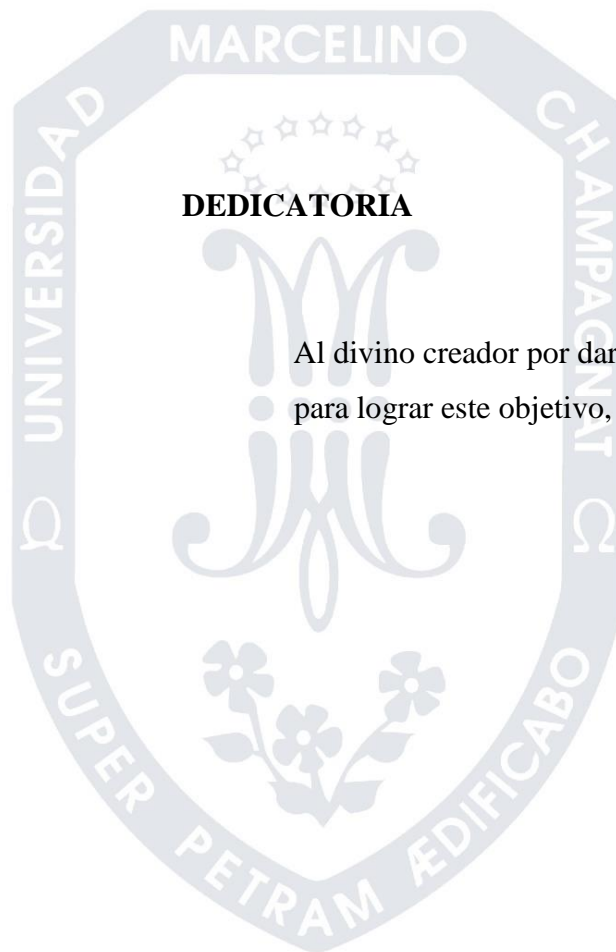 MARCELINO
UNIVERSIDAD
CHAMPAGNAT
DEDICATORIA
Al divino creador por dar
para lograr este objetivo,
SUPER PETRAM ÆDIFICABO